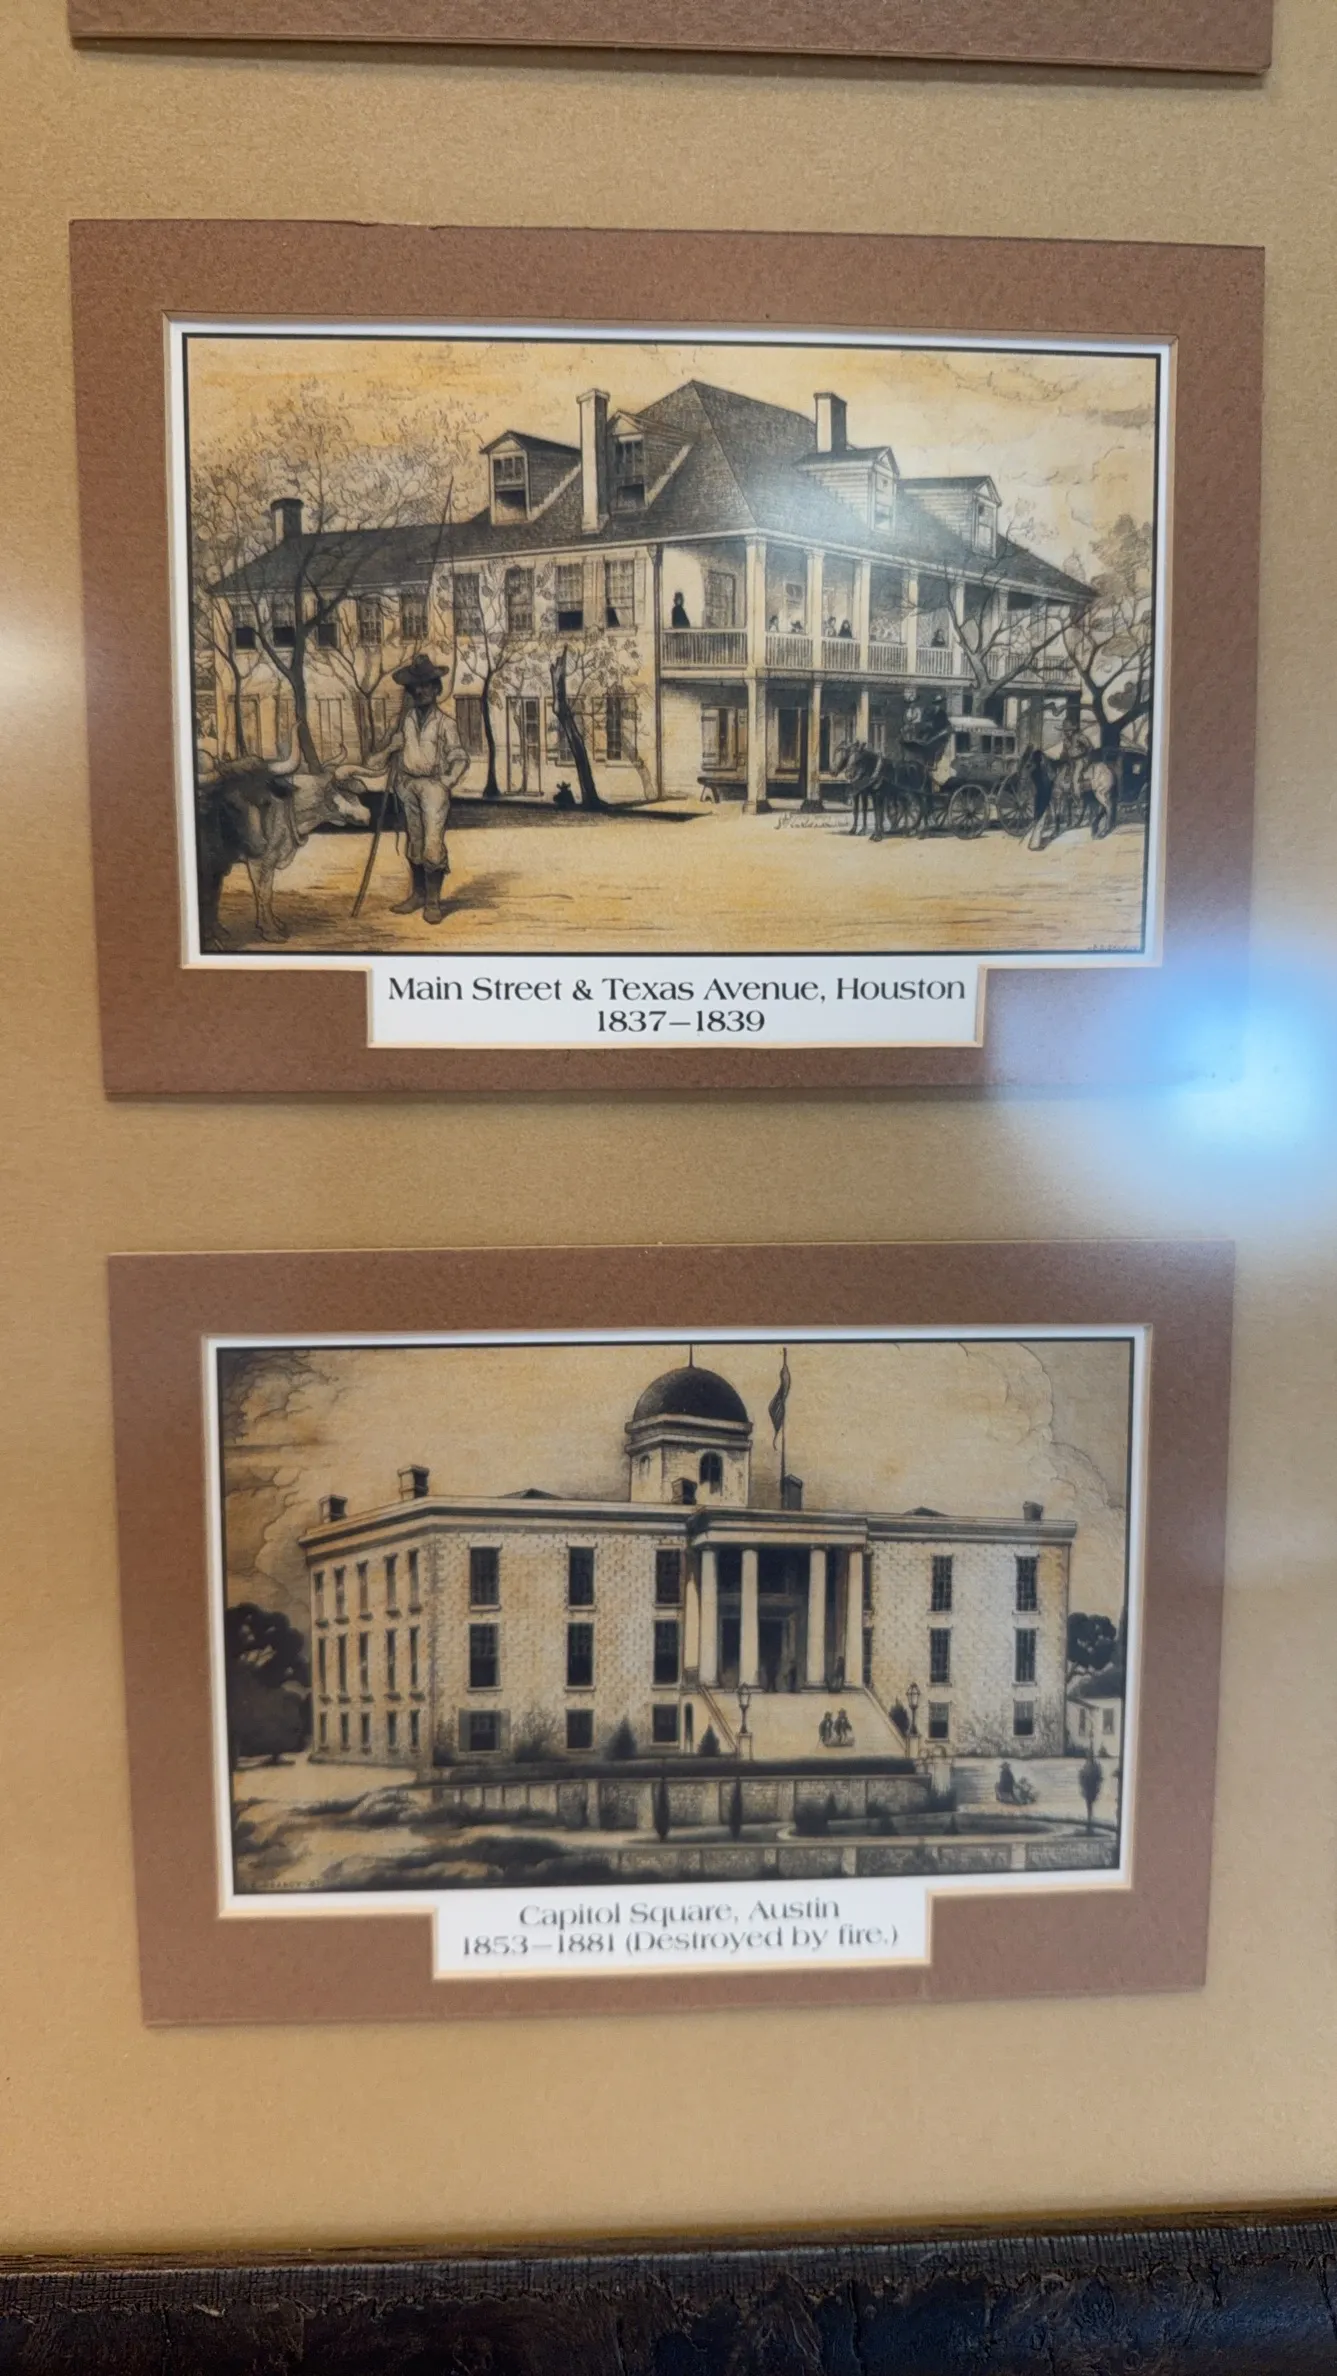 Main Street & Texas Avenue, Houston
1837–1839
Capitol Square, Austin
1853–1881 (Destroyed by fire.)